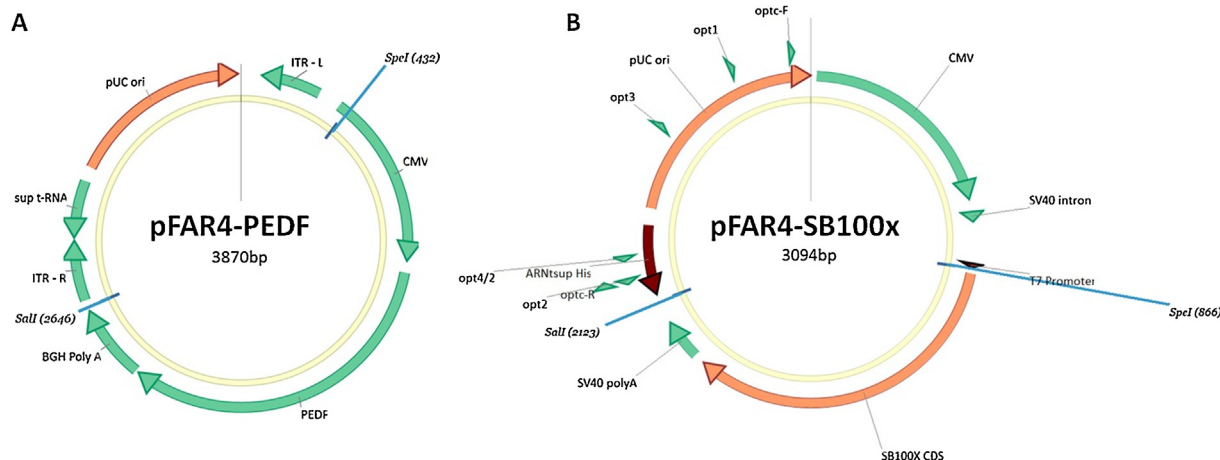 A
B
SpeI (432)
ITR - L
pUC ori
CMV
sup t-RNA
pFAR4-PEDF
3870bp
ITR - R
SalI (2646)
BGH Poly A
PEDF
optc-F
opt1
pUC ori
CMV
opt3
pFAR4-SB100x
3094bp
SV40 intron
T7 Promoter
SpeI (866)
opt4/2
ARNtsup His
opt2
optc-R
SalI (2123)
SV40 polyA
SB100X CDS